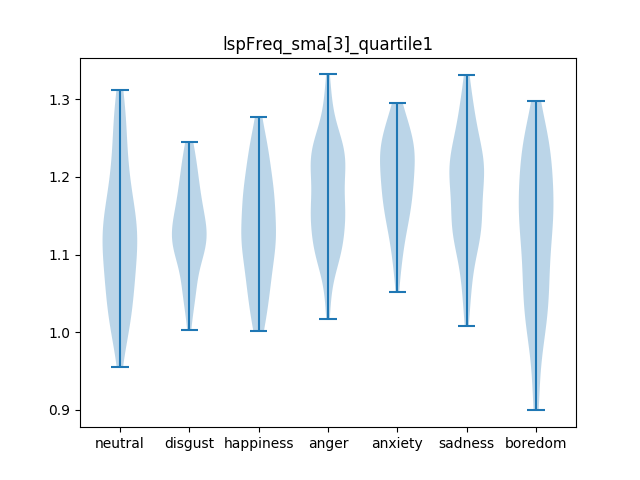 lspFreq_sma[3]_quartile1
1.3
1.2
1.1
1.0
0.9
neutral disgust happiness anger anxiety sadness boredom